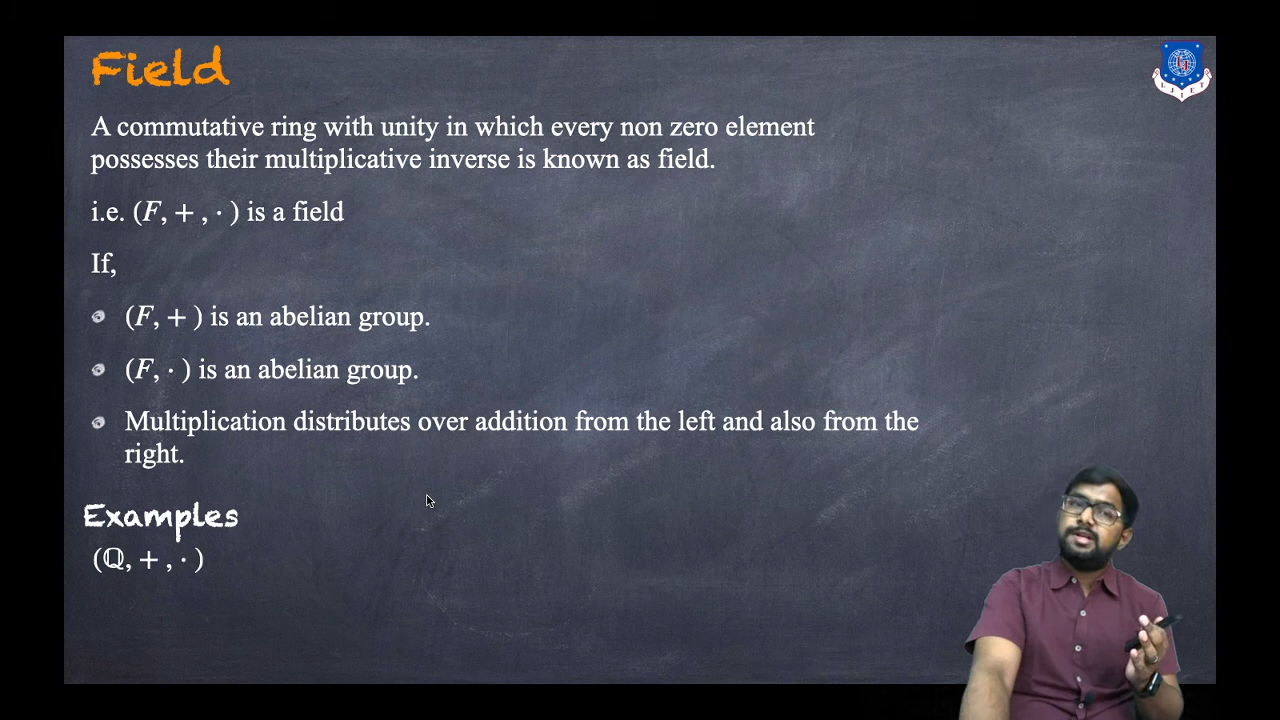 Field
A commutative ring with unity in which every non zero element
possesses their multiplicative inverse is known as field.
i.e. (F, + , · ) is a field
If,
(F, + ) is an abelian group.
(F, · ) is an abelian group.
Multiplication distributes over addition from the left and also from the
right.
Examples
(ℚ, + , · )
L J I E T